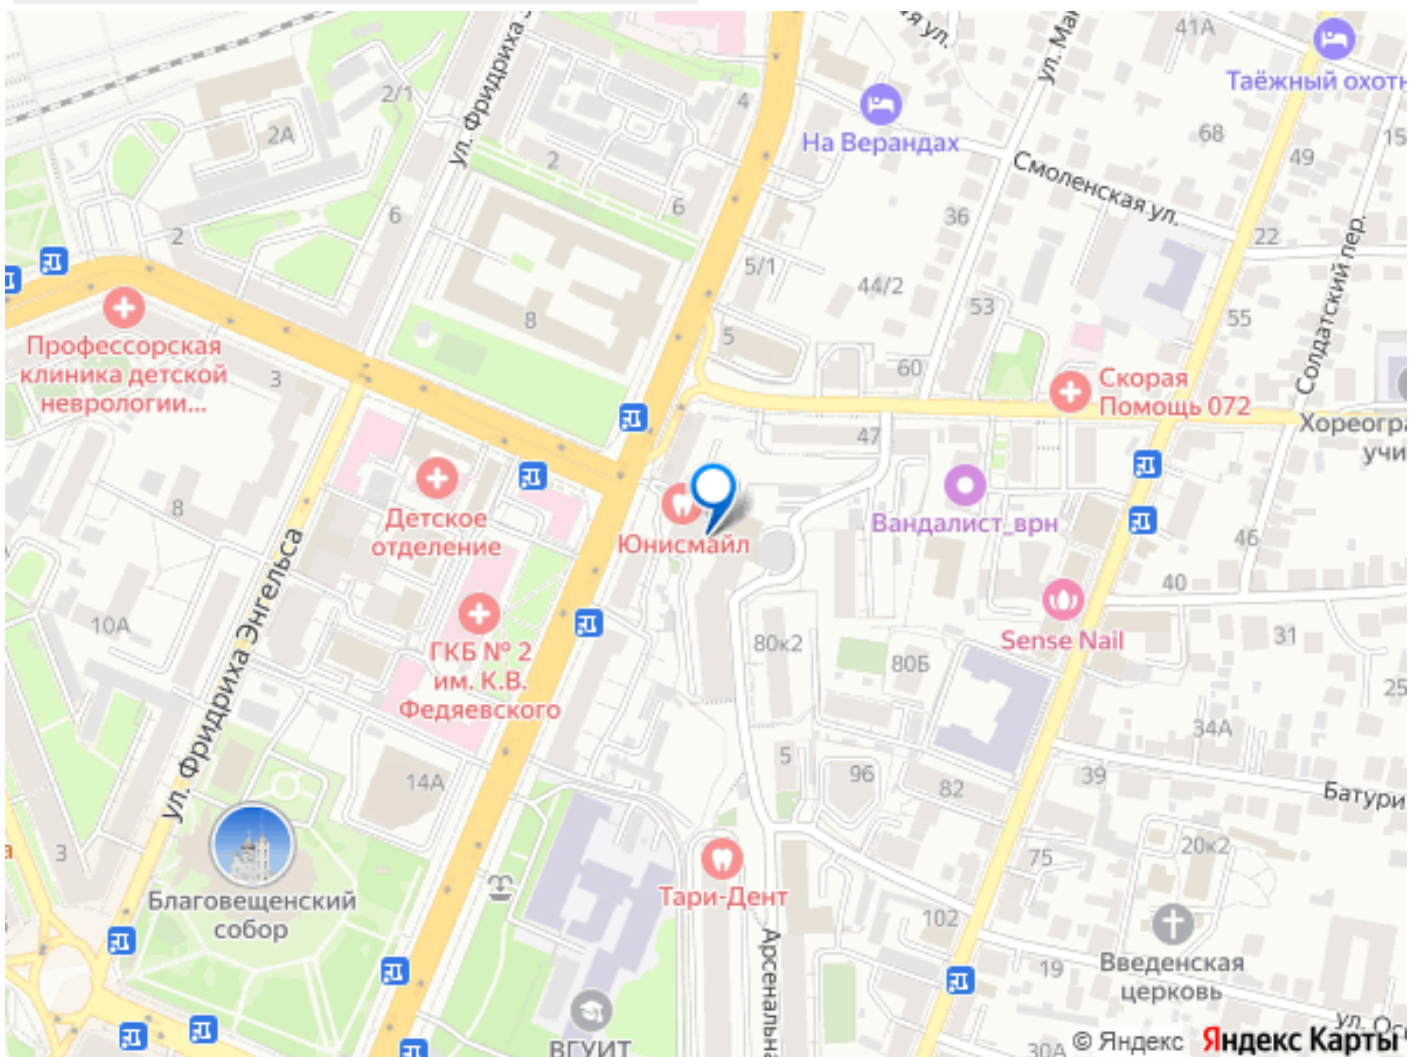 41А
ул. Фридриха
Таёжный охотн
2/1
4
2А
68
На Верандах
49
15
2
Смоленская ул.
6
6
36
2
22
5/1
44/2
53
8
55
5
Солдатский пер.
Профессорская
клиника детской
неврологии...
3
60
Скорая
Помощь 072
47
Хореогра
учи
8
Детское
отделение
Вандалист_врн
Юнисмайл
46
40
ул. Фридриха Энгельса
10А
31
Sense Nail
80к2
80Б
ГКБ № 2
им. К.В.
Федяевского
25
34А
5
96
39
82
14А
Батури
20к2
3
75
Тари-Дент
Благовещенский
собор
102
Арсенальна
Введенская
церковь
19
ВГУИТ
30А
© Яндекс
Яндекс Карты